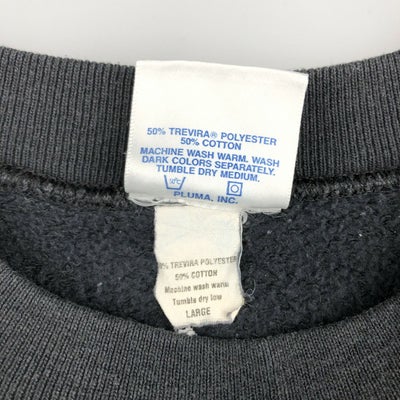 50% TREVIRA® POLYESTER
50% COTTON
MACHINE WASH WARM. WASH
DARK COLORS SEPARATELY.
TUMBLE DRY MEDIUM.
PLUMA, INC.
% TREVIRA POLYESTER
50% COTTON
Machine wash warm
Tumble dry low
LARGE